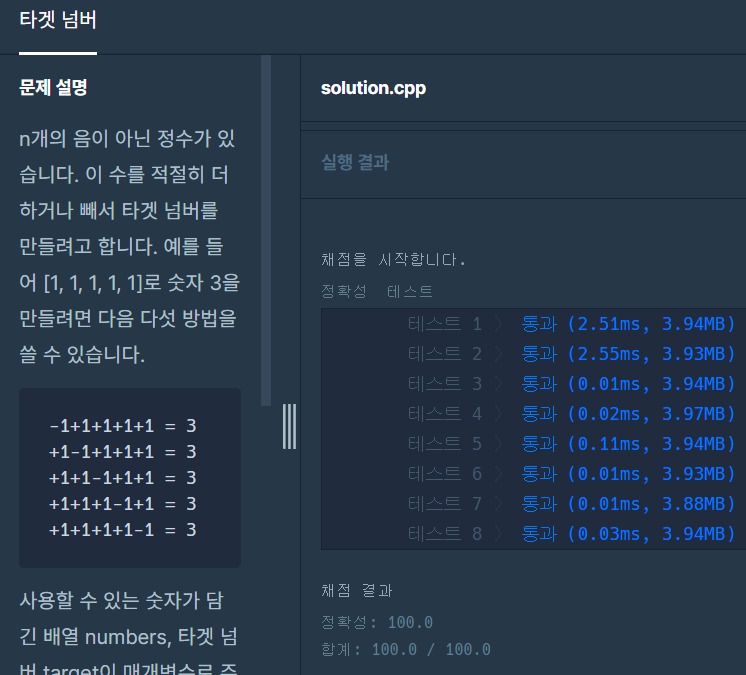 타겟 넘버
문제 설명
n개의 음이 아닌 정수가 있
습니다. 이 수를 적절히 더
하거나 빼서 타겟 넘버를
만들려고 합니다. 예를 들
어 [1, 1, 1, 1, 1]로 숫자 3을
만들려면 다음 다섯 방법을
쓸 수 있습니다.
-1+1+1+1+1 = 3
+1-1+1+1+1 = 3
+1+1-1+1+1 = 3
+1+1+1-1+1 = 3
+1+1+1+1-1 = 3
사용할 수 있는 숫자가 담
긴 배열 numbers, 타겟 넘
버 target이 매개변수로 주
solution.cpp
실행 결과
채점을 시작합니다.
정확성 테스트
테스트 1 〉 통과 (2.51ms, 3.94MB)
테스트 2 〉 통과 (2.55ms, 3.93MB)
테스트 3 〉 통과 (0.01ms, 3.94MB)
테스트 4 〉 통과 (0.02ms, 3.97MB)
테스트 5 〉 통과 (0.11ms, 3.94MB)
테스트 6 〉 통과 (0.01ms, 3.93MB)
테스트 7 〉 통과 (0.01ms, 3.88MB)
테스트 8 〉 통과 (0.03ms, 3.94MB)
채점 결과
정확성: 100.0
합계: 100.0 / 100.0